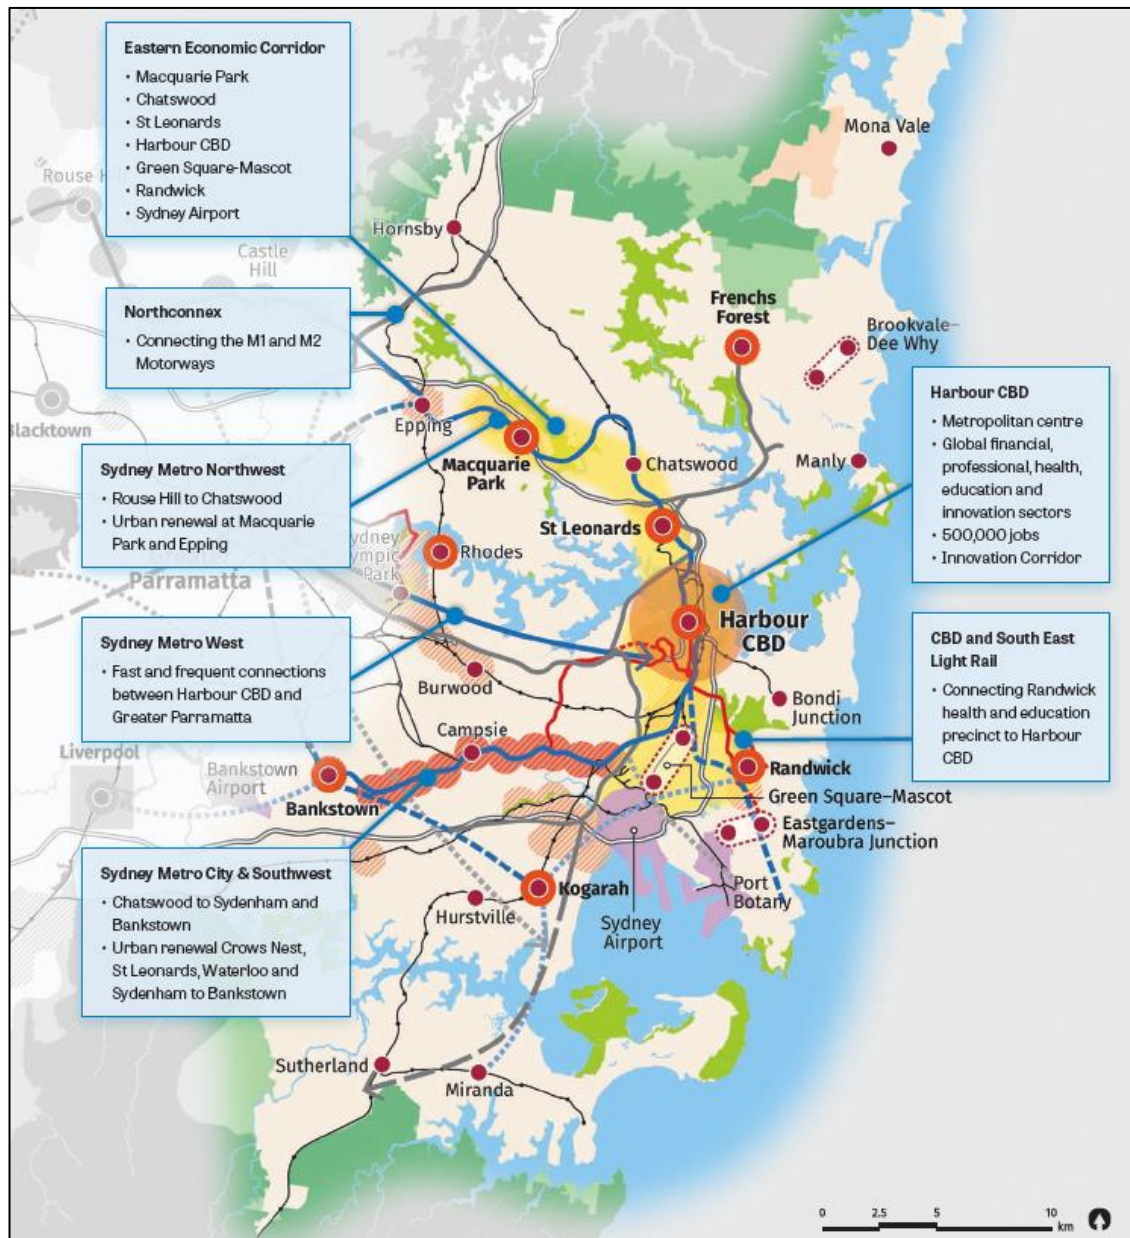 Eastern Economic Corridor
• Macquarie Park
• Chatswood
• St Leonards
• Harbour CBD
• Green Square-Mascot
• Randwick
• Sydney Airport
Mona Vale
Rouse H
Hornsby
Castle
Hill
Northconnex
• Connecting the M1 and M2
Motorways
Frenchs
Forest
Brookvale–
Dee Why
Harbour CBD
• Metropolitan centre
• Global financial,
professional, health,
education and
innovation sectors
• 500,000 jobs
• Innovation Corridor
Blacktown
Epping
Macquarie
Park
Chatswood
Manly
Sydney Metro Northwest
• Rouse Hill to Chatswood
• Urban renewal at Macquarie
Park and Epping
St Leonards
Sydney
Olympic
Park
Rhodes
Parramatta
Harbour
CBD
CBD and South East
Light Rail
• Connecting Randwick
health and education
precinct to Harbour
CBD
Sydney Metro West
• Fast and frequent connections
between Harbour CBD and
Greater Parramatta
Burwood
Bondi
Junction
Campsie
Liverpool
Bankstown
Airport
Bankstown
Randwick
Green Square–Mascot
Eastgardens–
Maroubra Junction
Sydney Metro City & Southwest
• Chatswood to Sydenham and
Bankstown
• Urban renewal Crows Nest,
St Leonards, Waterloo and
Sydenham to Bankstown
Kogarah
Hurstville
Port
Botany
Sydney
Airport
Sutherland
Miranda
0 2.5 5 10
km